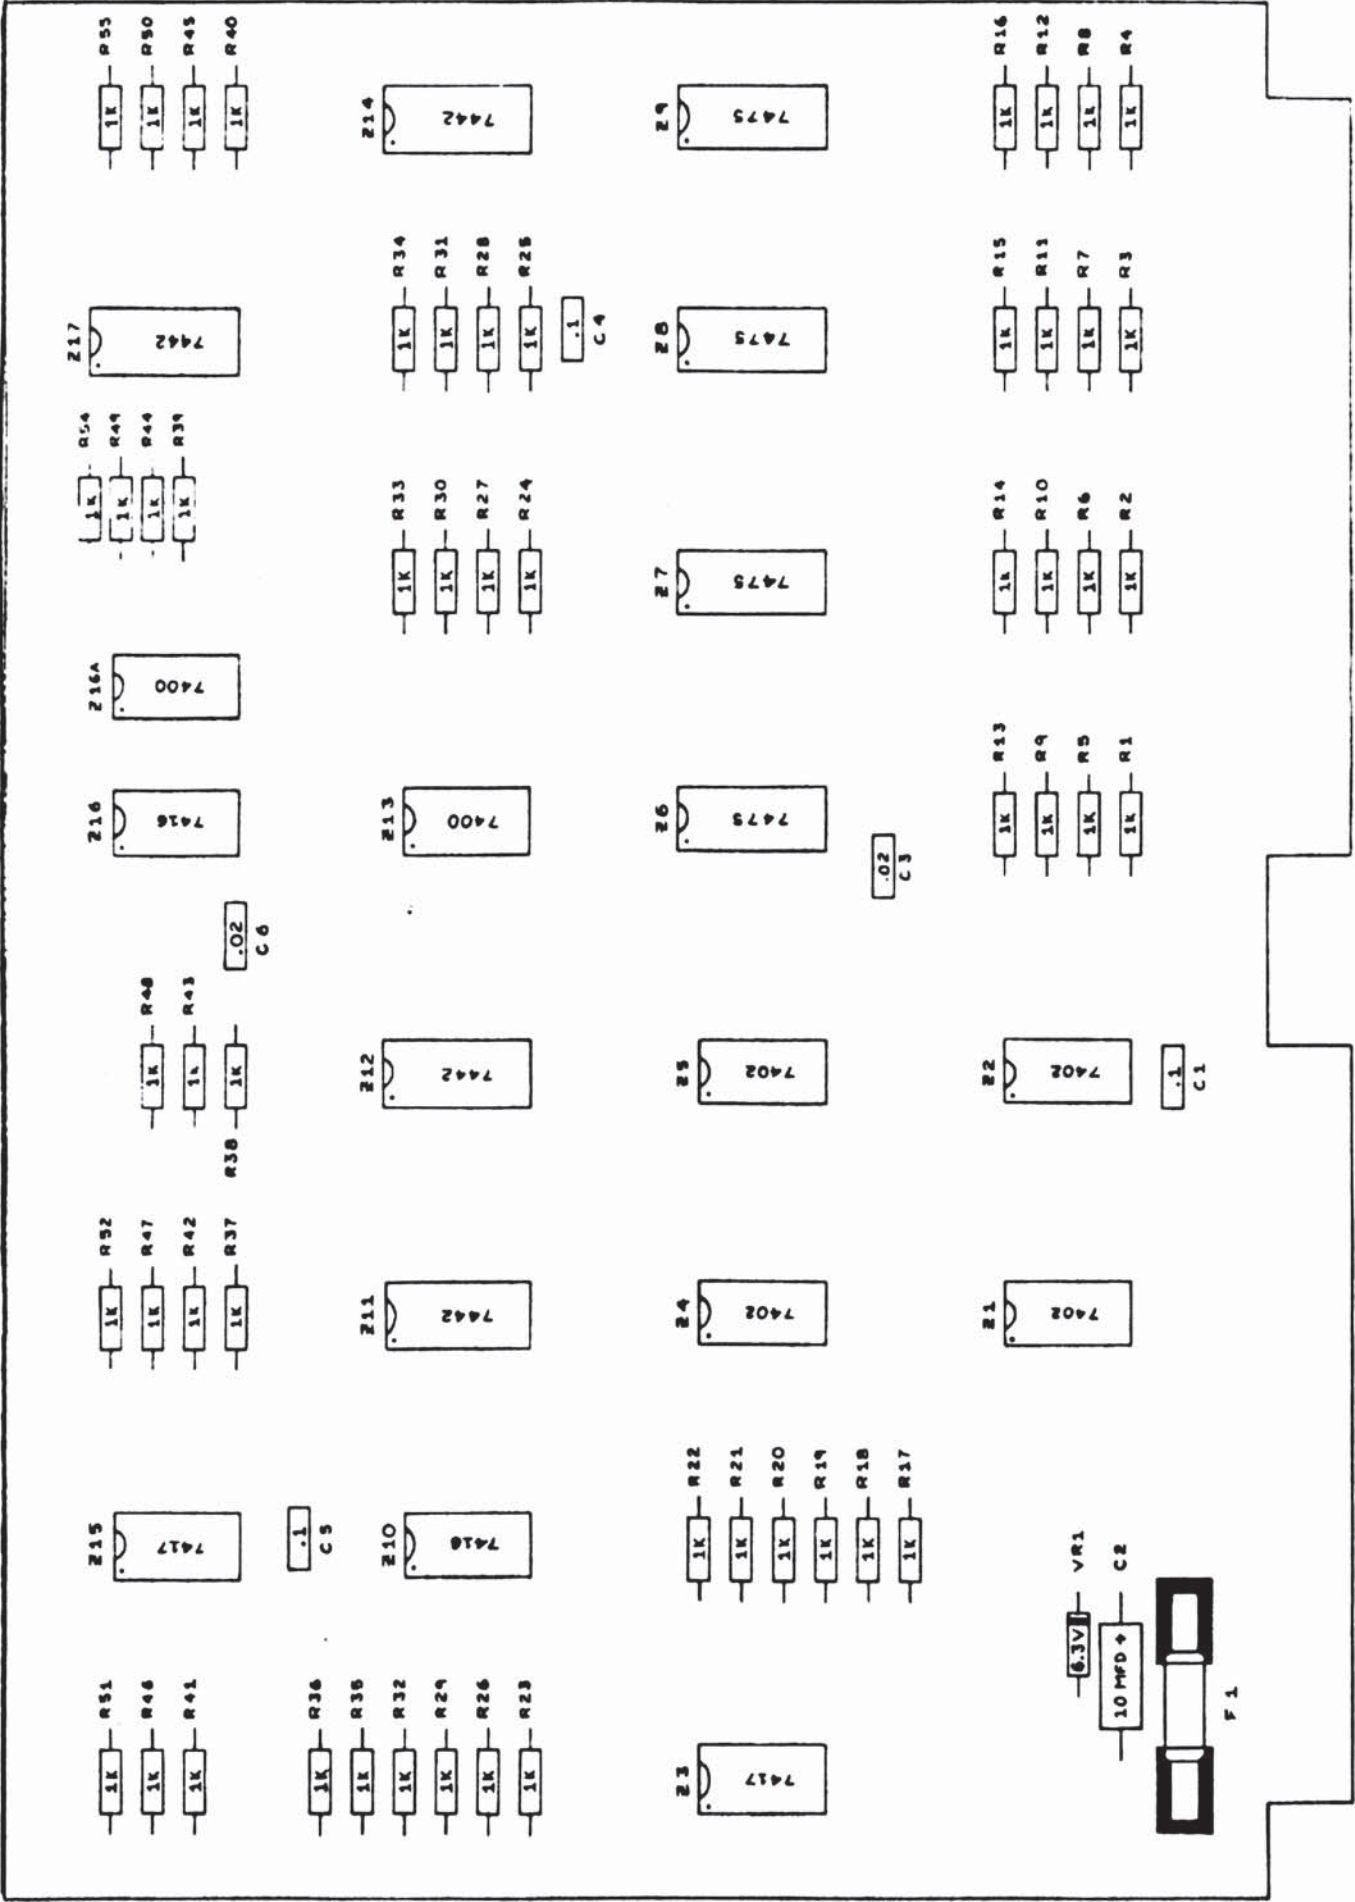 1K R51
1K R46
1K R41
Z15
7417
1K R52
1K R47
1K R42
1K R37
1K R48
1K R43
R38 1K
.02
C6
Z16
7416
Z16A
7400
1K R54
1K R49
1K R44
1K R39
Z17
7442
1K R55
1K R50
1K R45
1K R40
1K R36
1K R35
1K R32
1K R29
1K R26
1K R23
.1
C5
Z10
7416
Z11
7442
Z12
7442
Z13
7400
1K R33
1K R30
1K R27
1K R24
1K R34
1K R31
1K R28
1K R25
.1
C4
Z14
7442
Z3
7417
1K R22
1K R21
1K R20
1K R19
1K R18
1K R17
Z4
7402
Z5
7402
Z6
7475
.02
C3
Z7
7475
Z8
7475
Z9
7475
6.3V VR1
10 MFD + C2
F1
Z1
7402
Z2
7402
.1
C1
1K R13
1K R9
1K R5
1K R1
1K R14
1K R10
1K R6
1K R2
1K R15
1K R11
1K R7
1K R3
1K R16
1K R12
1K R8
1K R4